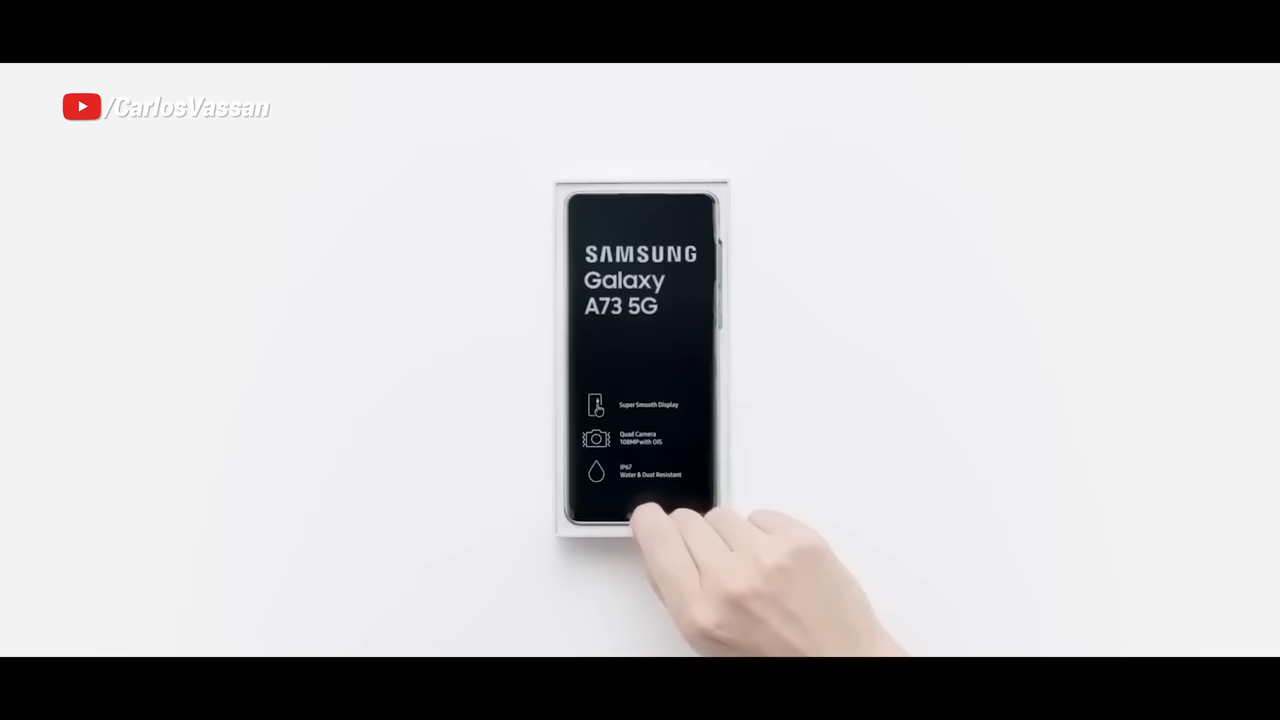 /CarlosVassan
SAMSUNG
Galaxy
A73 5G
Super Smooth Display
Quad Camera
108MP with OIS
IP67
Water & Dust Resistant